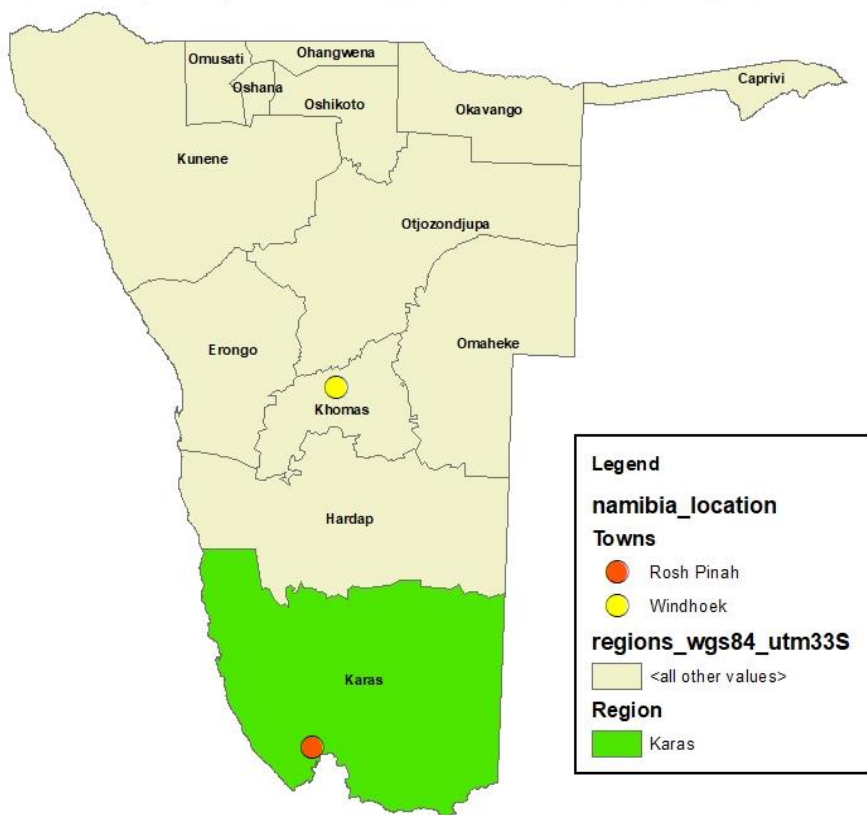 Omusati
Ohangwena
Caprivi
Oshana
Oshikoto
Okavango
Kunene
Otjozondjupa
Erongo
Omaheke
Khomas
Hardap
Karas
Legend
namibia_location
Towns
Rosh Pinah
Windhoek
regions_wgs84_utm33S
<all other values>
Region
Karas